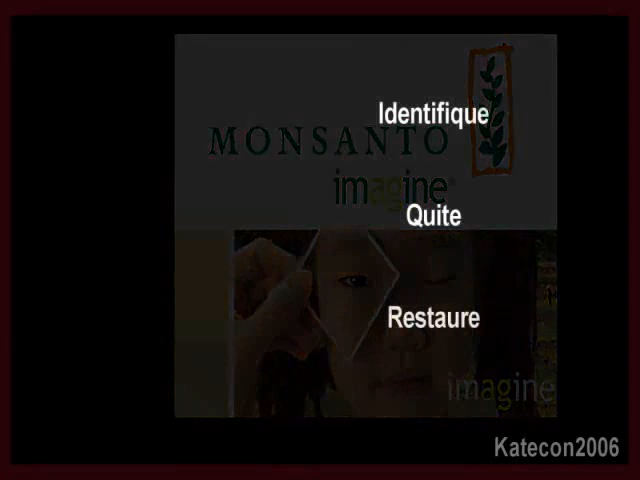 Identifique
MONSANTO
imagine®
Quite
Restaure
imagine
Katecon2006